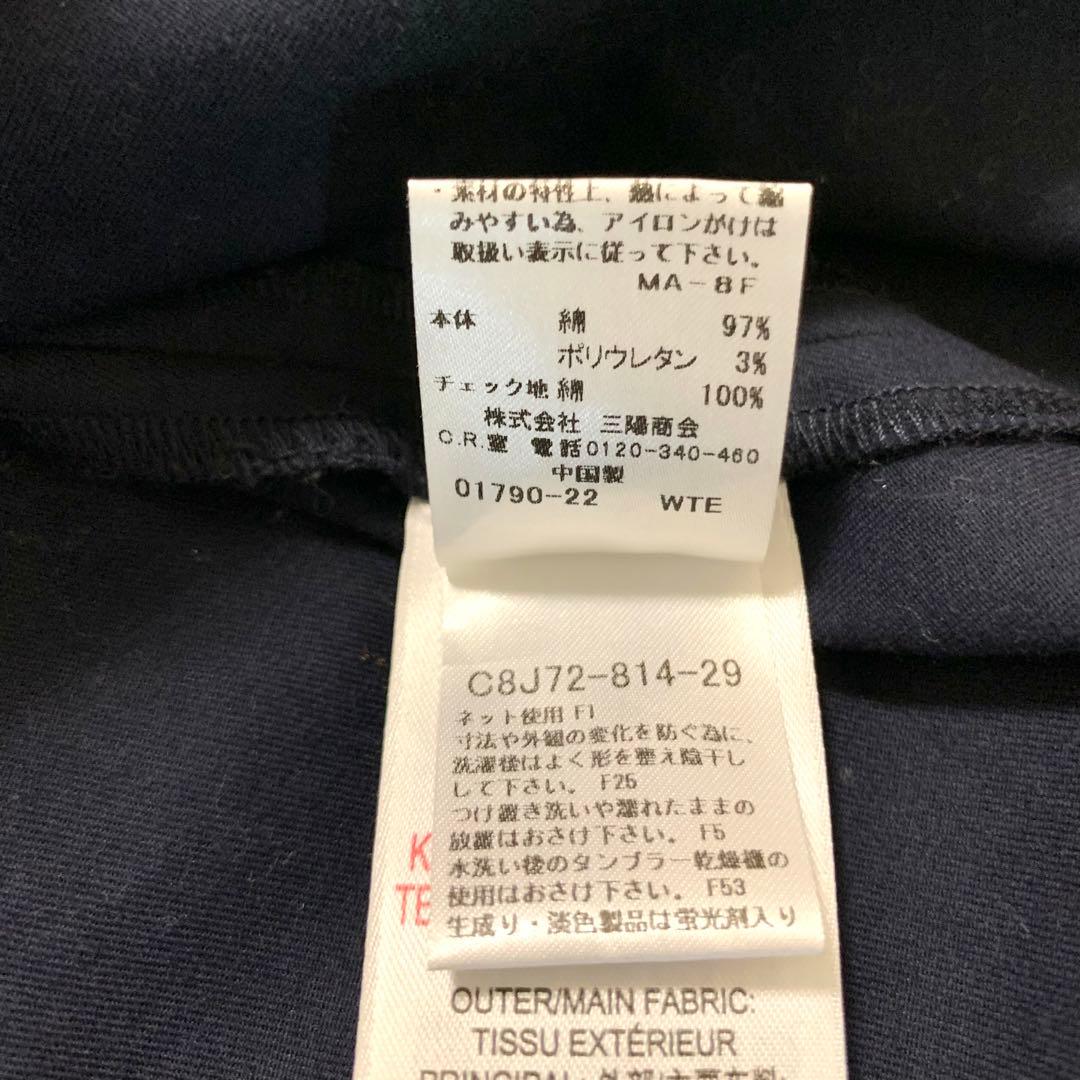 ・素材の特性上、熱によって縮
みやすい為、アイロンがけは
取扱い表示に従って下さい。
MA-8F
本体 綿 97%
ポリウレタン 3%
チェック地 綿 100%
株式会社 三陽商会
C.R.室 電話0120-340-460
中国製
01790-22 WTE
C8J72-814-29
ネット使用 F1
寸法や外観の変化を防ぐ為に、
洗濯後はよく形を整え陰干し
して下さい。 F25
つけ置き洗いや濡れたままの
放置はおさけ下さい。 F5
水洗い後のタンブラー乾燥機の
使用はおさけ下さい。 F53
生成り・淡色製品は蛍光剤入り
OUTER/MAIN FABRIC:
TISSU EXTÉRIEUR
PRINCIPAL: 外部/主要布料: